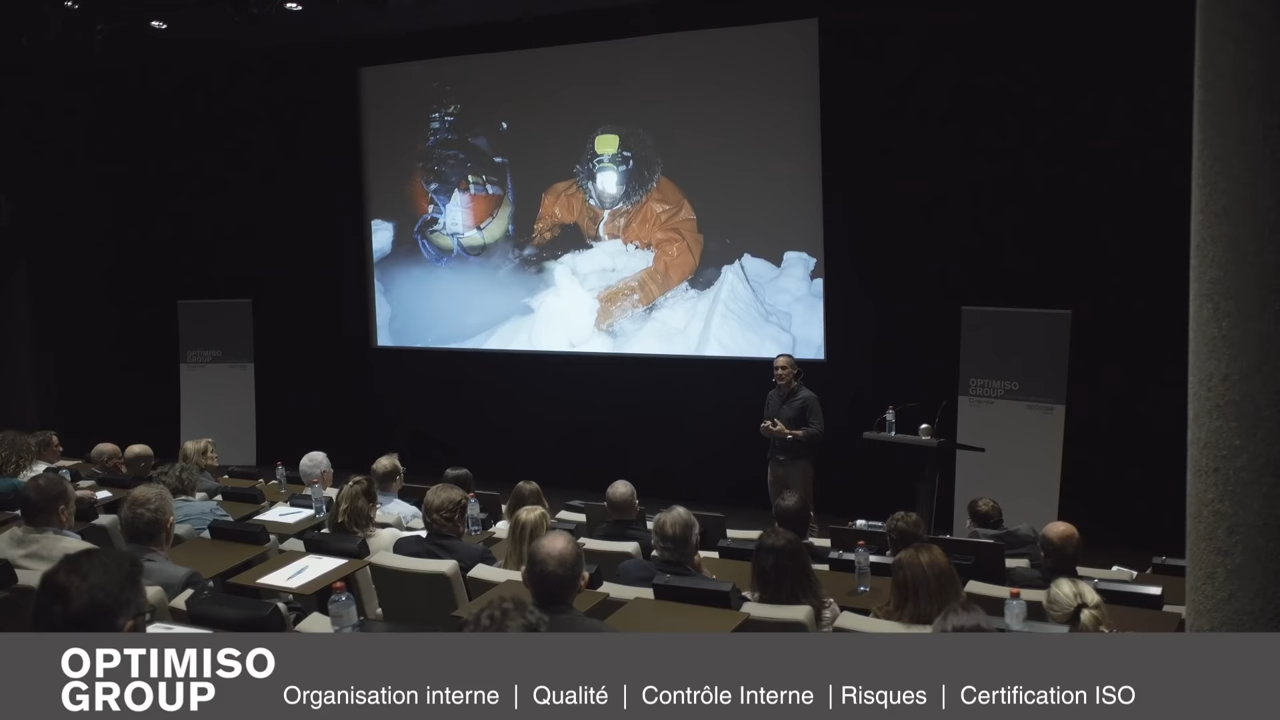 OPTIMISO
GROUP
OPTIMISO
GROUP
OPTIMISO
GROUP
Organisation interne | Qualité | Contrôle Interne | Risques | Certification ISO